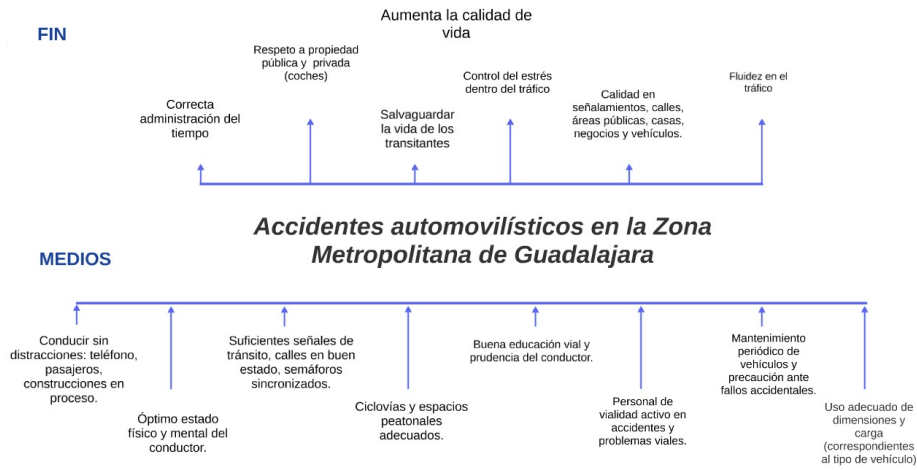 FIN
Aumenta la calidad de
vida
Respeto a propiedad
pública y privada
(coches)
Control del estrés
dentro del tráfico
Fluidez en el
tráfico
Correcta
administración del
tiempo
Salvaguardar
la vida de los
transitantes
Calidad en
señalamientos, calles,
áreas públicas, casas,
negocios y vehículos.
Accidentes automovilísticos en la Zona
Metropolitana de Guadalajara
MEDIOS
Conducir sin
distracciones: teléfono,
pasajeros,
construcciones en
proceso.
Óptimo estado
físico y mental del
conductor.
Suficientes señales de
tránsito, calles en buen
estado, semáforos
sincronizados.
Ciclovías y espacios
peatonales
adecuados.
Buena educación vial y
prudencia del conductor.
Personal de
vialidad activo en
accidentes y
problemas viales.
Mantenimiento
periódico de
vehículos y
precaución ante
fallos accidentales.
Uso adecuado de
dimensiones y
carga
(correspondientes
al tipo de vehículo)